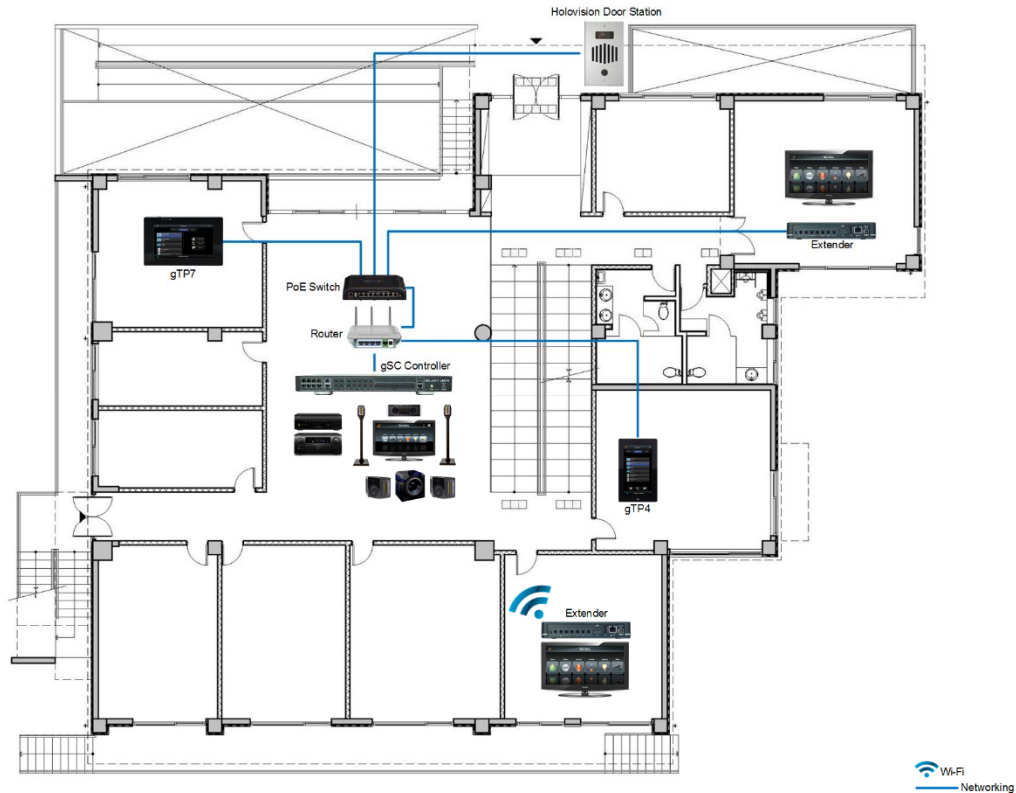 Holovision Door Station
Extender
gTP7
PoE Switch
Router
gSC Controller
gTP4
Extender
Wi-Fi
Networking